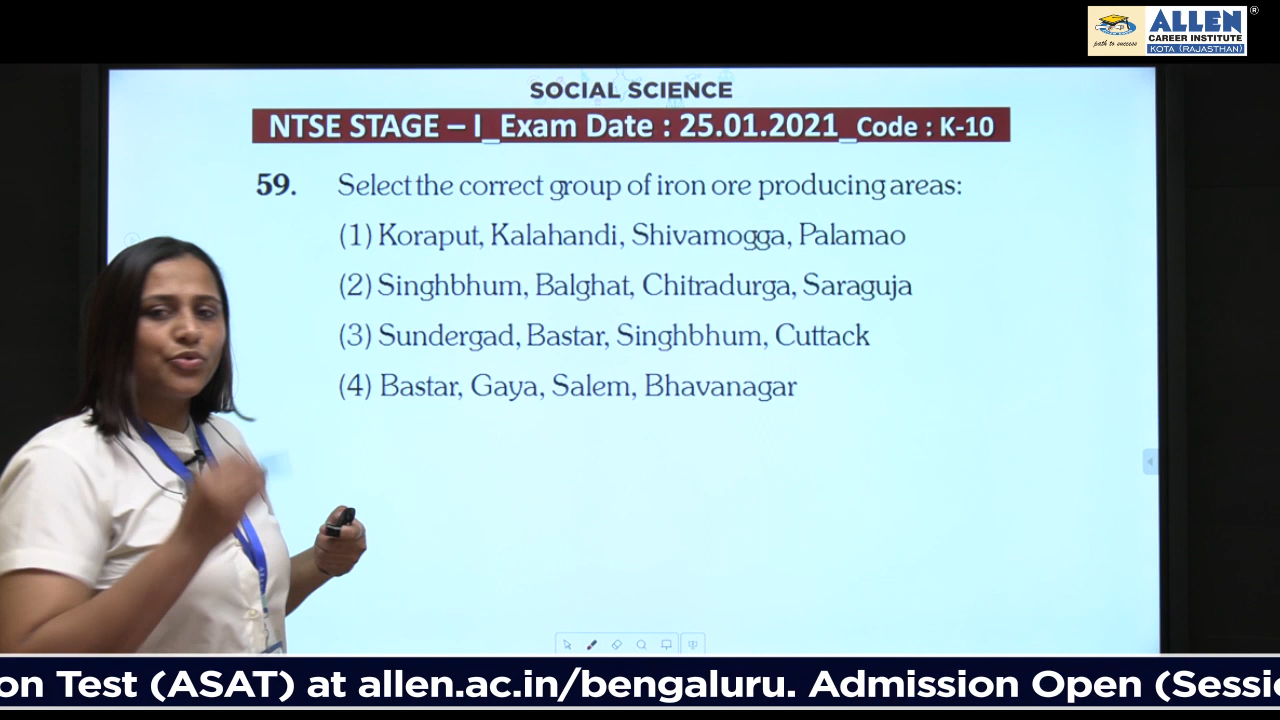 ALLEN
®
CAREER INSTITUTE
path to success
KOTA (RAJASTHAN)
SOCIAL SCIENCE
NTSE STAGE – I_Exam Date : 25.01.2021_Code : K-10
59. Select the correct group of iron ore producing areas:
(1) Koraput, Kalahandi, Shivamogga, Palamao
(2) Singhbhum, Balghat, Chitradurga, Saraguja
(3) Sundergad, Bastar, Singhbhum, Cuttack
(4) Bastar, Gaya, Salem, Bhavanagar
on Test (ASAT) at allen.ac.in/bengaluru. Admission Open (Sessi